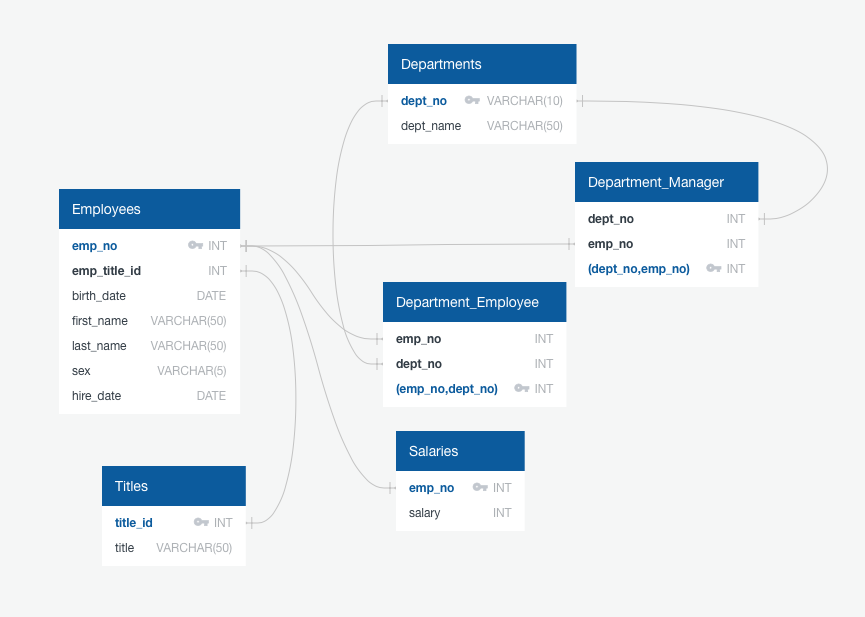 Departments
dept_no VARCHAR(10)
dept_name VARCHAR(50)
Department_Manager
dept_no INT
emp_no INT
(dept_no,emp_no) INT
Employees
emp_no INT
emp_title_id INT
birth_date DATE
first_name VARCHAR(50)
last_name VARCHAR(50)
sex VARCHAR(5)
hire_date DATE
Department_Employee
emp_no INT
dept_no INT
(emp_no,dept_no) INT
Salaries
emp_no INT
salary INT
Titles
title_id INT
title VARCHAR(50)